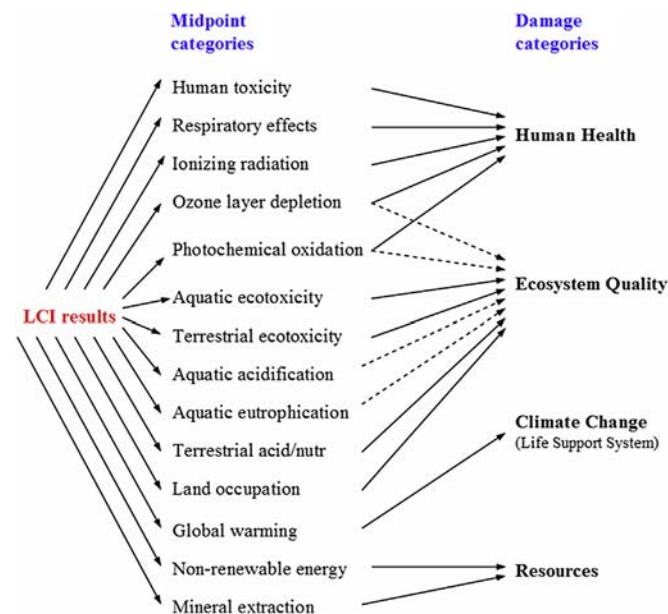 Midpoint
categories
Damage
categories
Human toxicity
Respiratory effects
Human Health
Ionizing radiation
Ozone layer depletion
Photochemical oxidation
Aquatic ecotoxicity
Ecosystem Quality
LCI results
Terrestrial ecotoxicity
Aquatic acidification
Aquatic eutrophication
Climate Change
(Life Support System)
Terrestrial acid/nutr
Land occupation
Global warming
Non-renewable energy
Resources
Mineral extraction